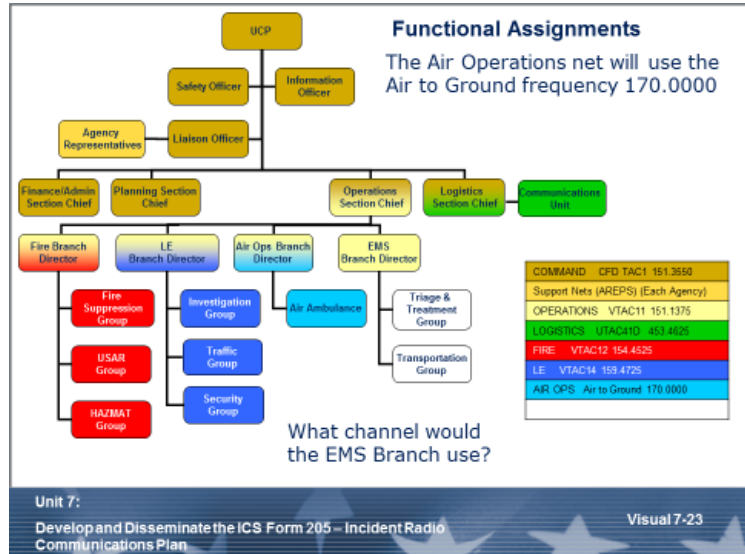 Functional Assignments
The Air Operations net will use the
Air to Ground frequency 170.0000
UCP
Safety Officer
Information
Officer
Agency
Representatives
Liaison Officer
Finance/Admin
Section Chief
Planning Section
Chief
Operations
Section Chief
Logistics
Section Chief
Communications
Unit
Fire Branch
Director
LE
Branch Director
Air Ops Branch
Director
EMS
Branch Director
Fire
Suppression
Group
Investigation
Group
Air Ambulance
Triage &
Treatment
Group
USAR
Group
Traffic
Group
Transportation
Group
HAZMAT
Group
Security
Group
COMMAND CFD TAC1 151.3550
Support Nets (AREPS) (Each Agency)
OPERATIONS VTAC11 151.1375
LOGISTICS UTAC41D 453.4625
FIRE VTAC12 154.4525
LE VTAC14 159.4725
AIR OPS Air to Ground 170.0000
What channel would
the EMS Branch use?
Unit 7:
Develop and Disseminate the ICS Form 205 – Incident Radio
Communications Plan
Visual 7-23